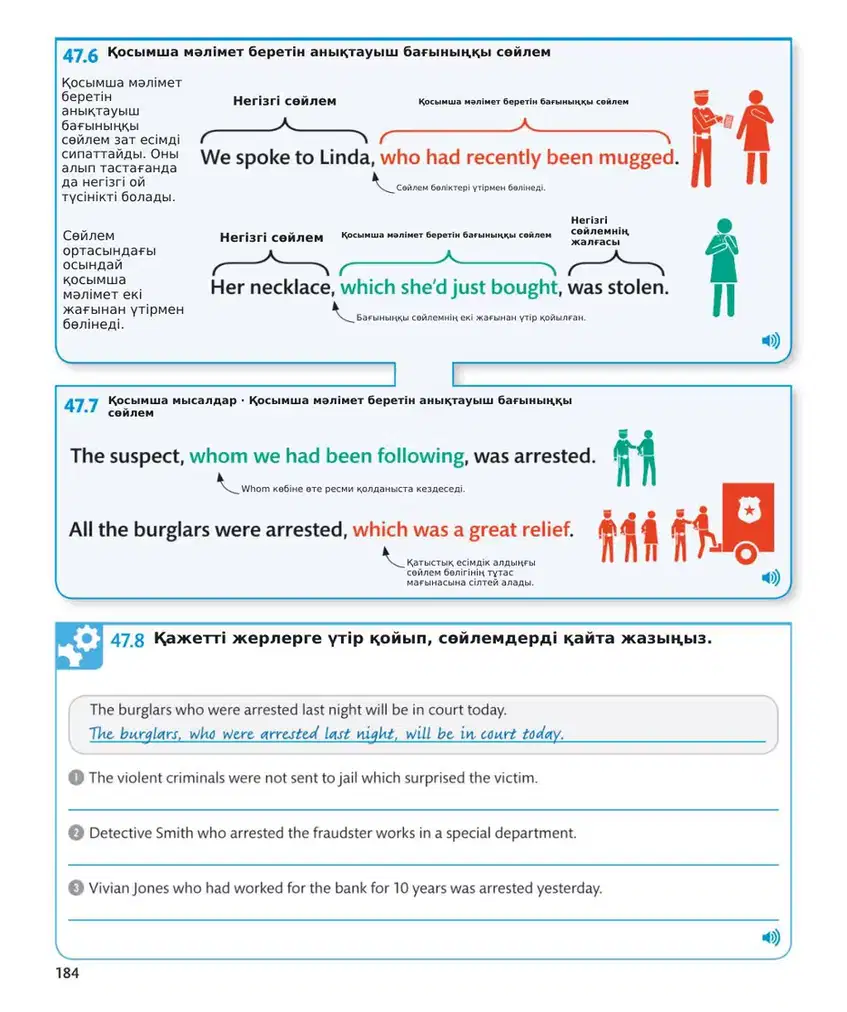 47.6 Қосымша мәлімет беретін анықтауыш бағыныңқы сөйлем
Қосымша мәлімет
беретін
анықтауыш
бағыныңқы
сөйлем зат есімді
сипаттайды. Оны
алып тастағанда
да негізгі ой
түсінікті болады.
Негізгі сөйлем
Қосымша мәлімет беретін бағыныңқы сөйлем
We spoke to Linda, who had recently been mugged.
Сөйлем бөліктері үтірмен бөлінеді.
Сөйлем
ортасындағы
осындай
қосымша
мәлімет екі
жағынан үтірмен
бөлінеді.
Негізгі сөйлем
Қосымша мәлімет беретін бағыныңқы сөйлем
Негізгі
сөйлемнің
жалғасы
Her necklace, which she'd just bought, was stolen.
Бағыныңқы сөйлемнің екі жағынан үтір қойылған.
47.7 Қосымша мысалдар · Қосымша мәлімет беретін анықтауыш бағыныңқы
сөйлем
The suspect, whom we had been following, was arrested.
Whom көбіне өте ресми қолданыста кездеседі.
All the burglars were arrested, which was a great relief.
Қатыстық есімдік алдыңғы
сөйлем бөлігінің тұтас
мағынасына сілтей алады.
47.8 Қажетті жерлерге үтір қойып, сөйлемдерді қайта жазыңыз.
The burglars who were arrested last night will be in court today.
The burglars, who were arrested last night, will be in court today.
1 The violent criminals were not sent to jail which surprised the victim.
2 Detective Smith who arrested the fraudster works in a special department.
3 Vivian Jones who had worked for the bank for 10 years was arrested yesterday.
184